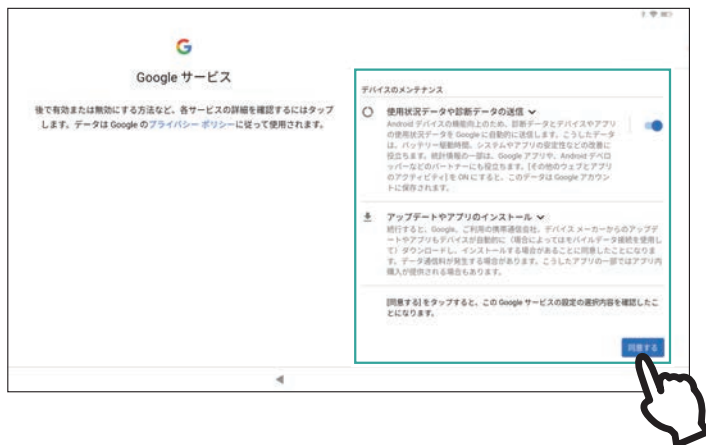 Google サービス
後で有効または無効にする方法など、各サービスの詳細を確認するにはタップ
します。データは Google のプライバシー ポリシーに従って使用されます。
デバイスのメンテナンス
使用状況データや診断データの送信
Android デバイスの機能向上のため、診断データとデバイスやアプリ
の使用状況データを Google に自動的に送信します。こうしたデータ
は、バッテリー駆動時間、システムやアプリの安定性などの改善に
役立ちます。統計情報の一部は、Google アプリや、Android デベロ
ッパーなどのパートナーにも役立ちます。[その他のウェブとアプリ
のアクティビティ] を ON にすると、このデータは Google アカウン
トに保存されます。
アップデートやアプリのインストール
続行すると、Google、ご利用の携帯通信会社、デバイス メーカーからのアップデ
ートやアプリもデバイスが自動的に（場合によってはモバイルデータ接続を使用し
て）ダウンロードし、インストールする場合があることに同意したことになりま
す。データ通信料が発生する場合があります。こうしたアプリの一部ではアプリ内
購入が提供される場合もあります。
[同意する] をタップすると、この Google サービスの設定の選択内容を確認したこ
とになります。
同意する